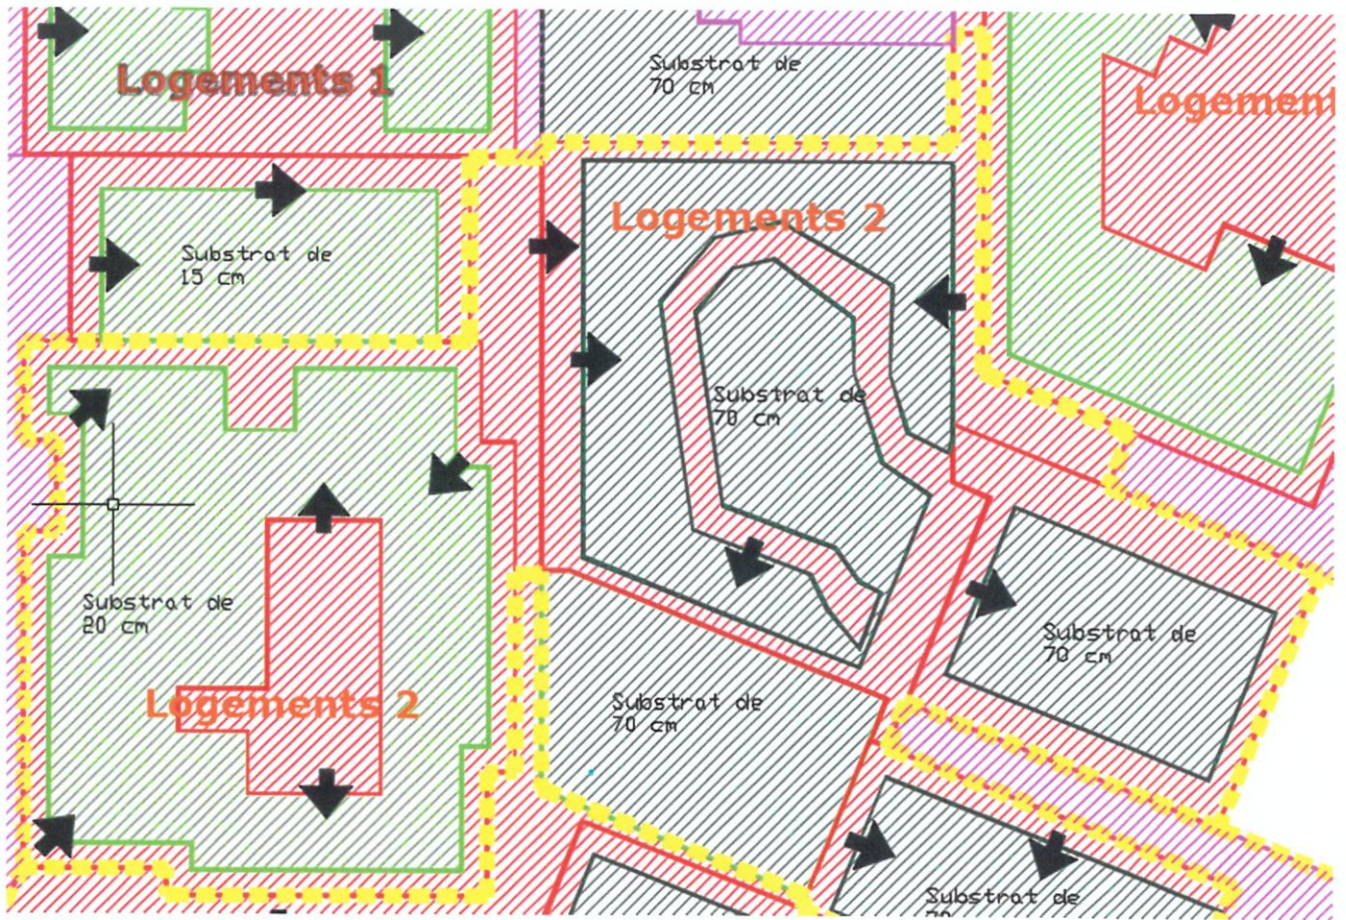 Logements 1
Substrat de
70 cm
Logement
Substrat de
15 cm
Logements 2
Substrat de
70 cm
Substrat de
20 cm
Logements 2
Substrat de
70 cm
Substrat de
70 cm
Substrat de